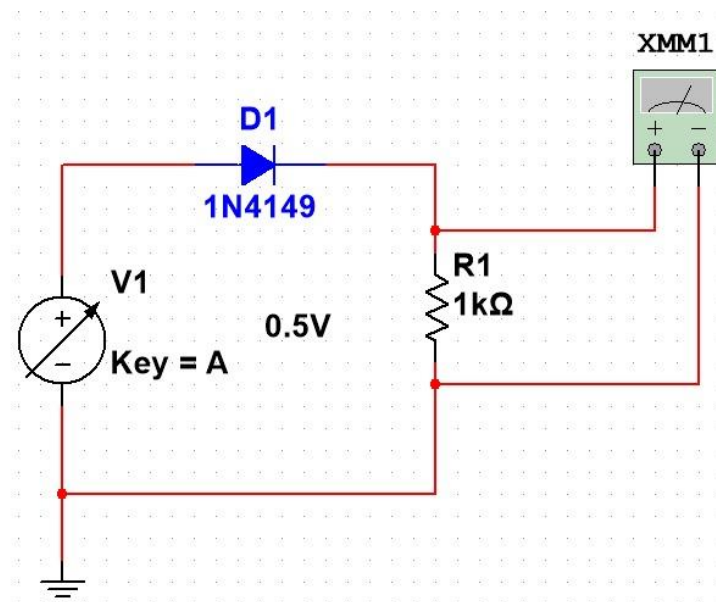 XMM1
+ −
D1
1N4149
V1
+
−
Key = A
0.5V
R1
1kΩ